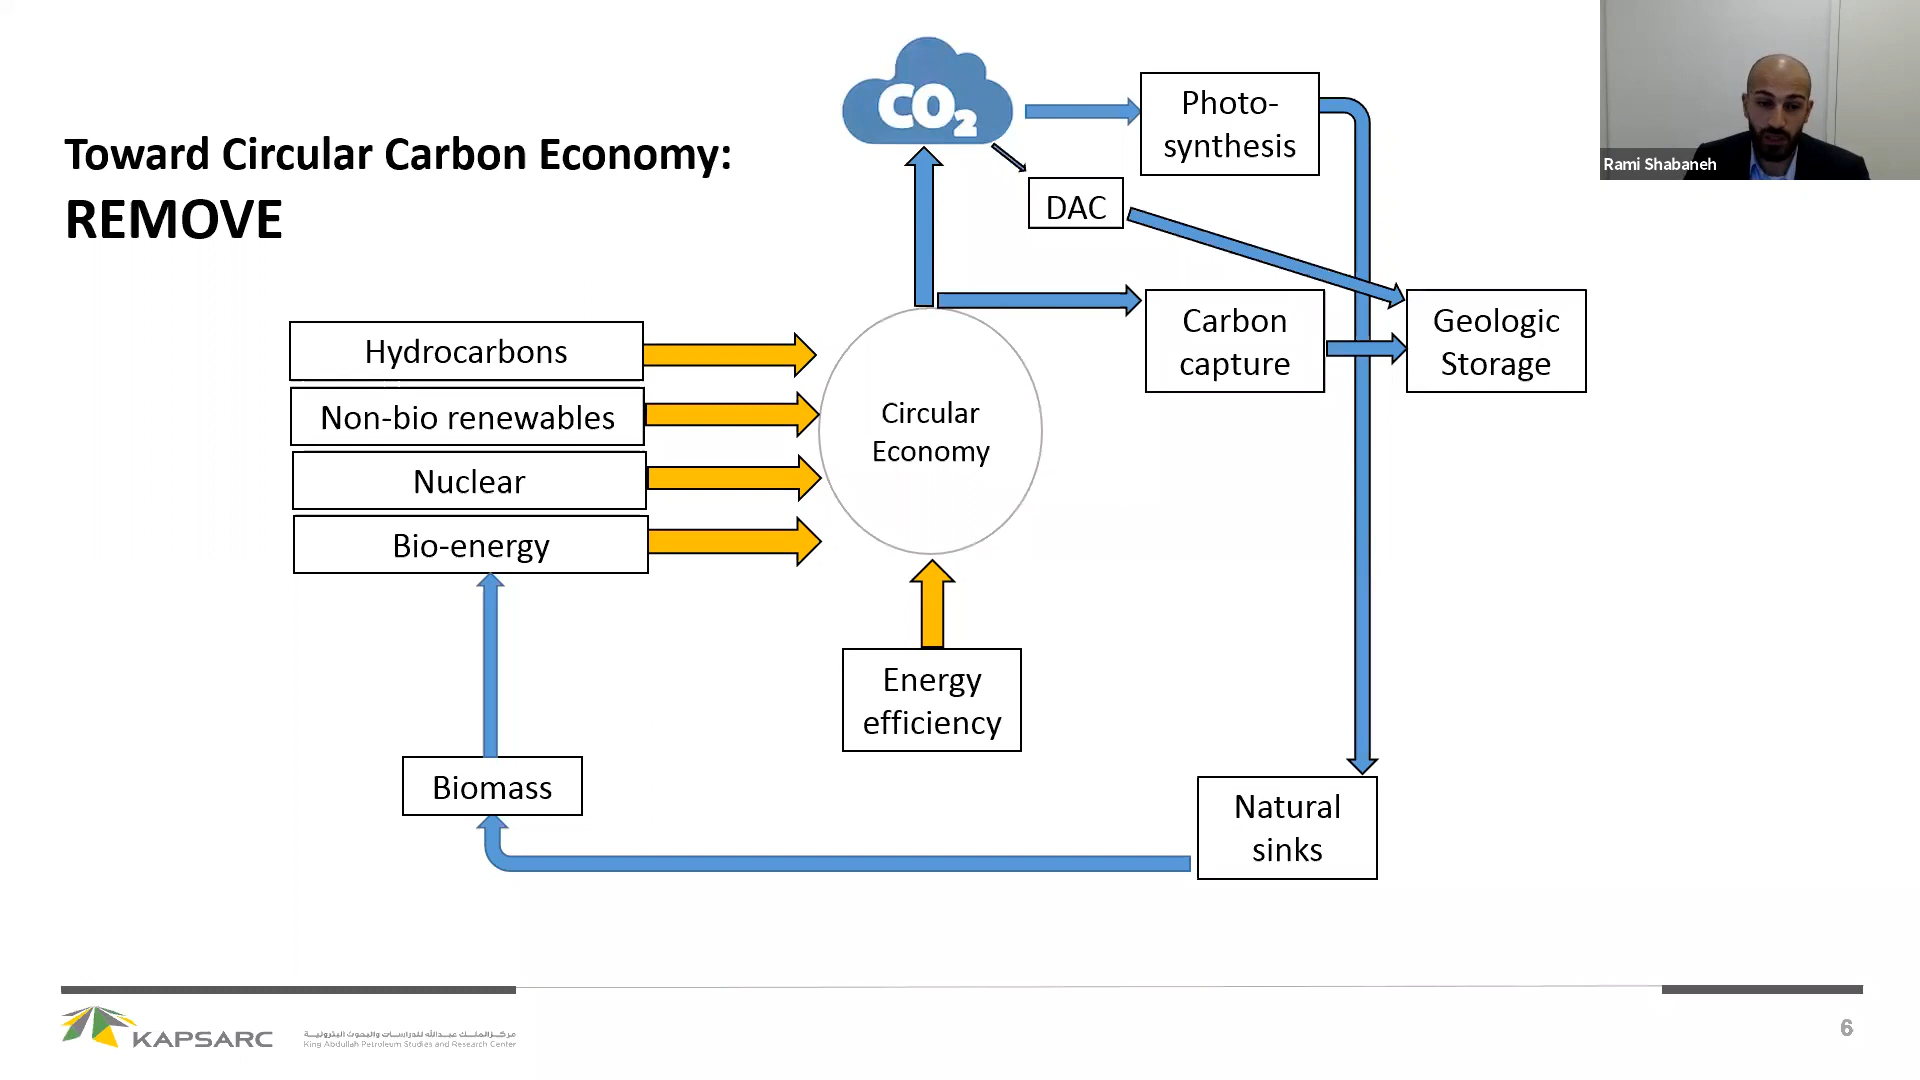 Toward Circular Carbon Economy:
REMOVE
CO2
Photo-
synthesis
DAC
Rami Shabaneh
Hydrocarbons
Non-bio renewables
Nuclear
Bio-energy
Circular
Economy
Carbon
capture
Geologic
Storage
Energy
efficiency
Biomass
Natural
sinks
KAPSARC
مركز الملك عبدالله للدراسات والبحوث البترولية
King Abdullah Petroleum Studies and Research Center
6